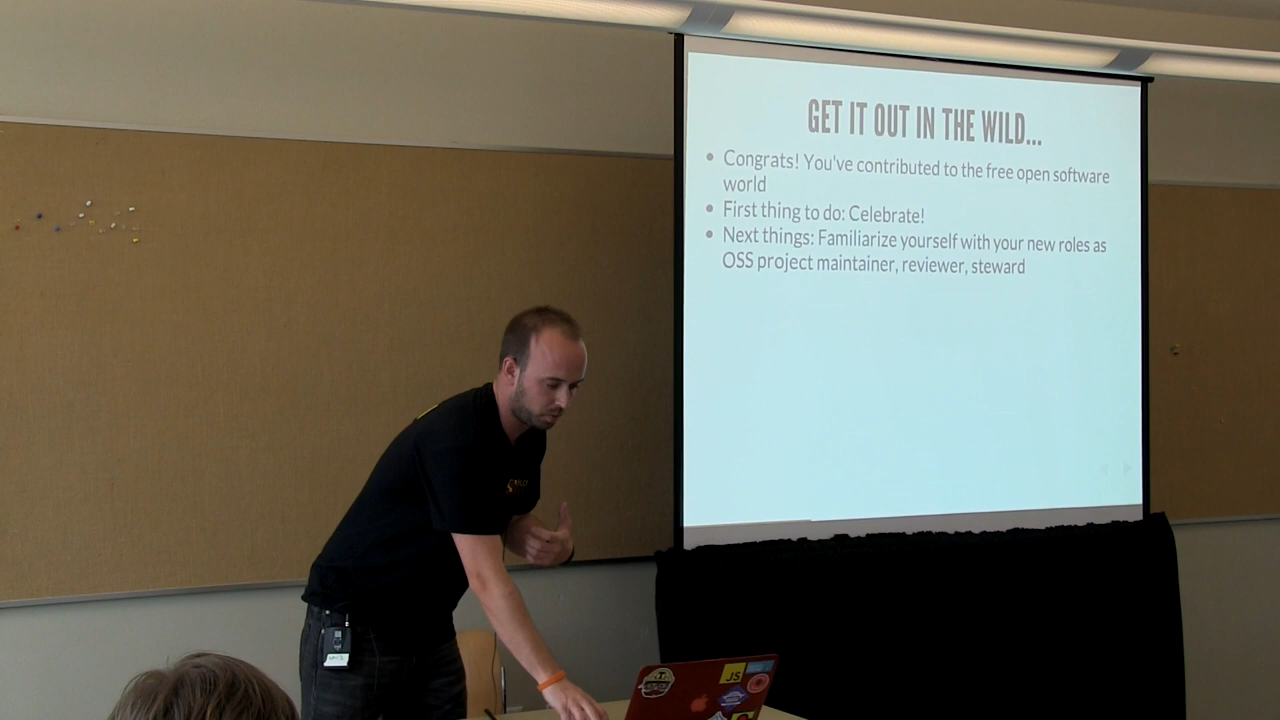 GET IT OUT IN THE WILD...
• Congrats! You've contributed to the free open software
world
• First thing to do: Celebrate!
• Next things: Familiarize yourself with your new roles as
OSS project maintainer, reviewer, steward
JS